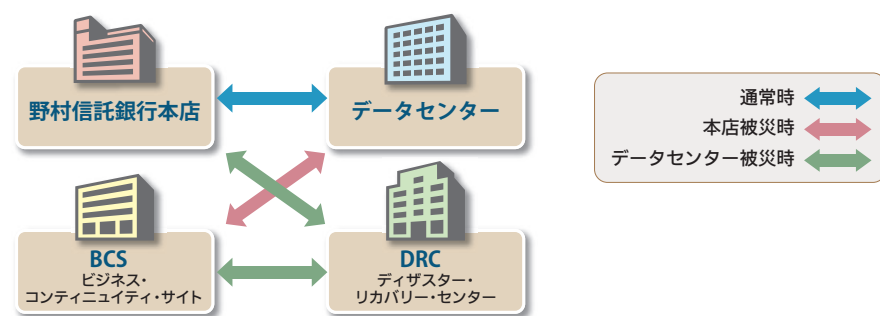 野村信託銀行本店
データセンター
BCS
ビジネス・
コンティニュイティ・サイト
DRC
ディザスター・
リカバリー・センター
通常時
本店被災時
データセンター被災時